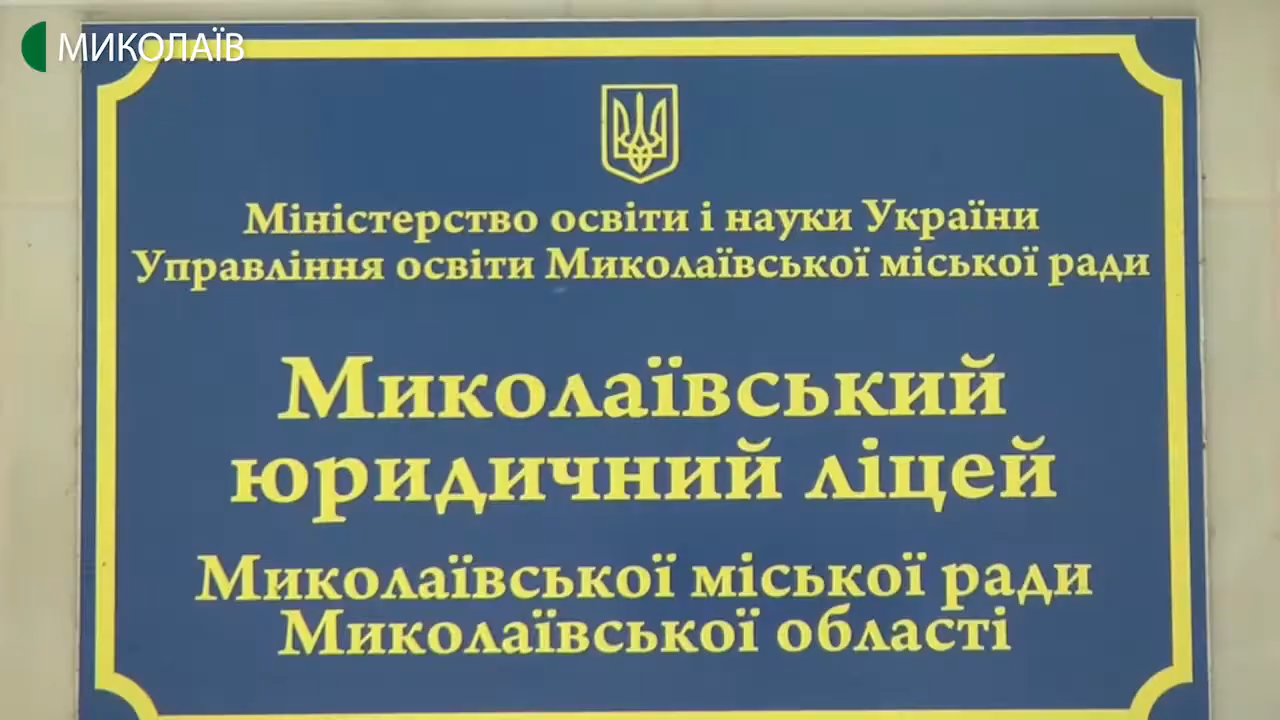 МИКОЛАЇВ
Міністерство освіти і науки України
Управління освіти Миколаївської міської ради
Миколаївський
юридичний ліцей
Миколаївської міської ради
Миколаївської області